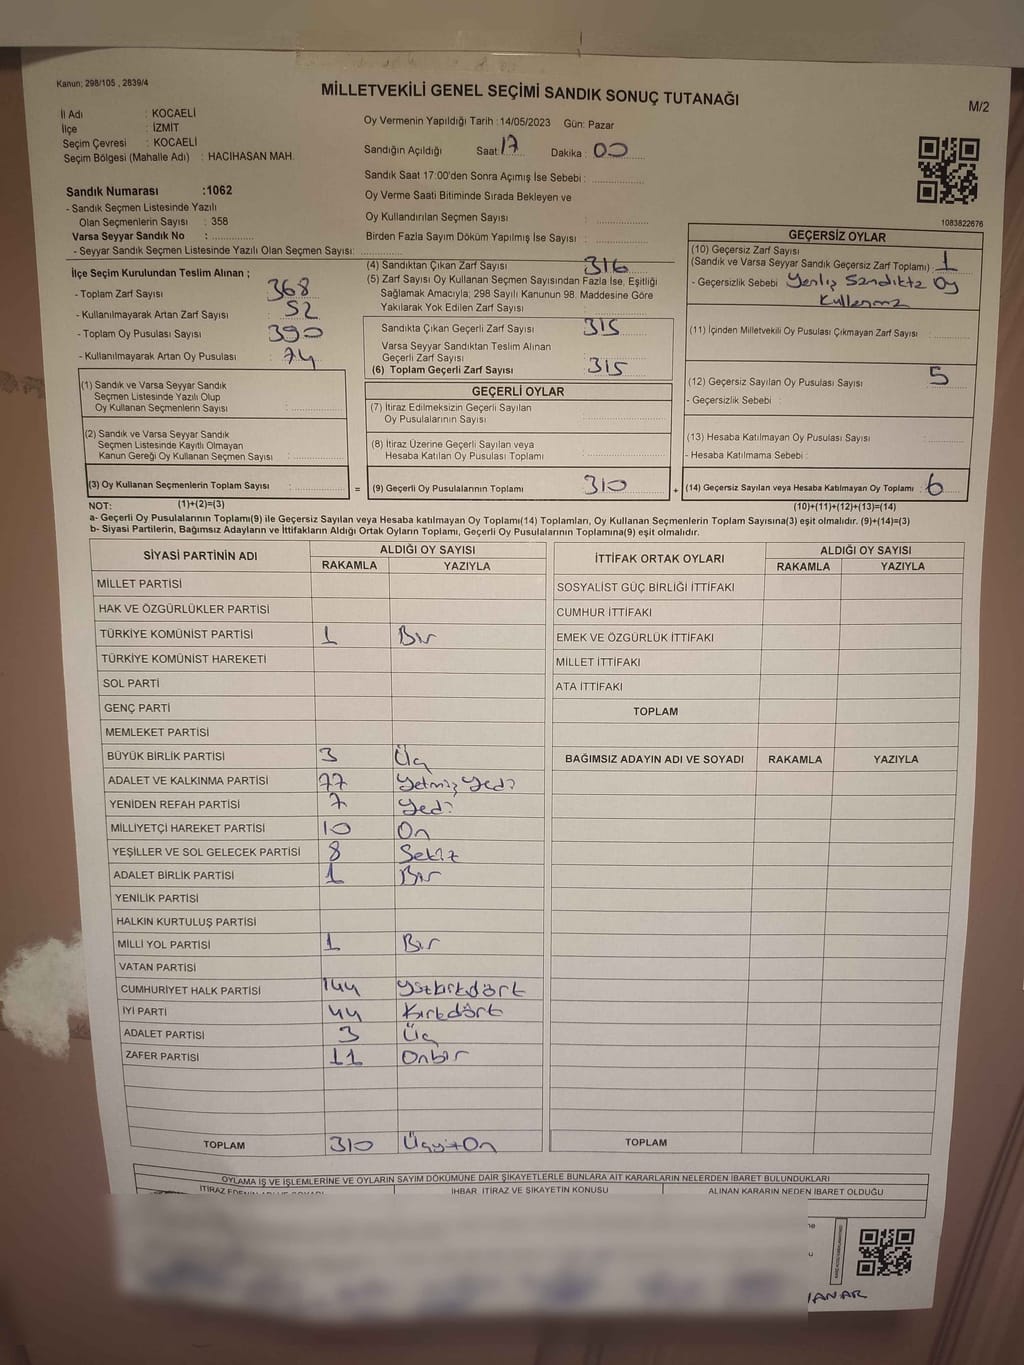 Kanun: 298/105 , 2839/4
MİLLETVEKİLİ GENEL SEÇİMİ SANDIK SONUÇ TUTANAĞI
M/2
İl Adı : KOCAELİ
İlçe : İZMİT
Seçim Çevresi : KOCAELİ
Seçim Bölgesi (Mahalle Adı) : HACIHASAN MAH.
Oy Vermenin Yapıldığı Tarih :14/05/2023 Gün: Pazar
Sandığın Açıldığı Saat: 17 Dakika : 00
Sandık Saat 17:00'den Sonra Açımış İse Sebebi :
Oy Verme Saati Bitiminde Sırada Bekleyen ve
Oy Kullandırılan Seçmen Sayısı :
Birden Fazla Sayım Döküm Yapılmış İse Sayısı :
Sandık Numarası :1062
- Sandık Seçmen Listesinde Yazılı
Olan Seçmenlerin Sayısı : 358
Varsa Seyyar Sandık No :
- Seyyar Sandık Seçmen Listesinde Yazılı Olan Seçmen Sayısı:
1083822676
İlçe Seçim Kurulundan Teslim Alınan ;
- Toplam Zarf Sayısı : 368
- Kullanılmayarak Artan Zarf Sayısı : 52
- Toplam Oy Pusulası Sayısı : 390
- Kullanılmayarak Artan Oy Pusulası : 74
(4) Sandıktan Çıkan Zarf Sayısı : 316
(5) Zarf Sayısı Oy Kullanan Seçmen Sayısından Fazla İse, Eşitliği
Sağlamak Amacıyla; 298 Sayılı Kanunun 98. Maddesine Göre
Yakılarak Yok Edilen Zarf Sayısı :
Sandıkta Çıkan Geçerli Zarf Sayısı : 315
Varsa Seyyar Sandıktan Teslim Alınan
Geçerli Zarf Sayısı :
(6) Toplam Geçerli Zarf Sayısı : 315
GEÇERSİZ OYLAR
(10) Geçersiz Zarf Sayısı
(Sandık ve Varsa Seyyar Sandık Geçersiz Zarf Toplamı) : 1
- Geçersizlik Sebebi : Yanlış Sandıkta Oy
(11) İçinden Milletvekili Oy Pusulası Çıkmayan Zarf Sayısı :
(12) Geçersiz Sayılan Oy Pusulası Sayısı : 5
- Geçersizlik Sebebi :
(13) Hesaba Katılmayan Oy Pusulası Sayısı :
- Hesaba Katılmama Sebebi :
(14) Geçersiz Sayılan veya Hesaba Katılmayan Oy Toplamı : 6
(10)+(11)+(12)+(13)=(14)
(1) Sandık ve Varsa Seyyar Sandık
Seçmen Listesinde Yazılı Olup
Oy Kullanan Seçmenlerin Sayısı :
(2) Sandık ve Varsa Seyyar Sandık
Seçmen Listesinde Kayıtlı Olmayan
Kanun Gereği Oy Kullanan Seçmen Sayısı :
(3) Oy Kullanan Seçmenlerin Toplam Sayısı :
(1)+(2)=(3)
GEÇERLİ OYLAR
(7) İtiraz Edilmeksizin Geçerli Sayılan
Oy Pusulalarının Sayısı :
(8) İtiraz Üzerine Geçerli Sayılan veya
Hesaba Katılan Oy Pusulası Toplamı :
= (9) Geçerli Oy Pusulalarının Toplamı : 310 +
NOT:
a- Geçerli Oy Pusulalarının Toplamı(9) ile Geçersiz Sayılan veya Hesaba katılmayan Oy Toplamı(14) Toplamları, Oy Kullanan Seçmenlerin Toplam Sayısına(3) eşit olmalıdır. (9)+(14)=(3)
b- Siyasi Partilerin, Bağımsız Adayların ve İttifakların Aldığı Ortak Oyların Toplamı, Geçerli Oy Pusulalarının Toplamına(9) eşit olmalıdır.
SİYASİ PARTİNİN ADI ALDIĞI OY SAYISI
RAKAMLA YAZIYLA
MİLLET PARTİSİ
HAK VE ÖZGÜRLÜKLER PARTİSİ
TÜRKİYE KOMÜNİST PARTİSİ 1 Bir
TÜRKİYE KOMÜNİST HAREKETİ
SOL PARTİ
GENÇ PARTİ
MEMLEKET PARTİSİ
BÜYÜK BİRLİK PARTİSİ 3 Üç
ADALET VE KALKINMA PARTİSİ 77 Yetmiş Yedi
YENİDEN REFAH PARTİSİ 7 Yedi
MİLLİYETÇİ HAREKET PARTİSİ 10 On
YEŞİLLER VE SOL GELECEK PARTİSİ 8 Sekiz
ADALET BİRLİK PARTİSİ 1 Bir
YENİLİK PARTİSİ
HALKIN KURTULUŞ PARTİSİ
MİLLİ YOL PARTİSİ 1 Bir
VATAN PARTİSİ
CUMHURİYET HALK PARTİSİ 144 Yüzkırkdört
İYİ PARTİ 44 Kırkdört
ADALET PARTİSİ 3 Üç
ZAFER PARTİSİ 11 Onbir
TOPLAM 310 Üçyüz On
İTTİFAK ORTAK OYLARI ALDIĞI OY SAYISI
RAKAMLA YAZIYLA
SOSYALİST GÜÇ BİRLİĞİ İTTİFAKI
CUMHUR İTTİFAKI
EMEK VE ÖZGÜRLÜK İTTİFAKI
MİLLET İTTİFAKI
ATA İTTİFAKI
TOPLAM
BAĞIMSIZ ADAYIN ADI VE SOYADI RAKAMLA YAZIYLA
TOPLAM
OYLAMA İŞ VE İŞLEMLERİNE VE OYLARIN SAYIM DÖKÜMÜNE DAİR ŞİKAYETLERLE BUNLARA AİT KARARLARIN NELERDEN İBARET BULUNDUKLARI
İHBAR, İTİRAZ VE ŞİKAYETİN KONUSU ALINAN KARARIN NEDEN İBARET OLDUĞU